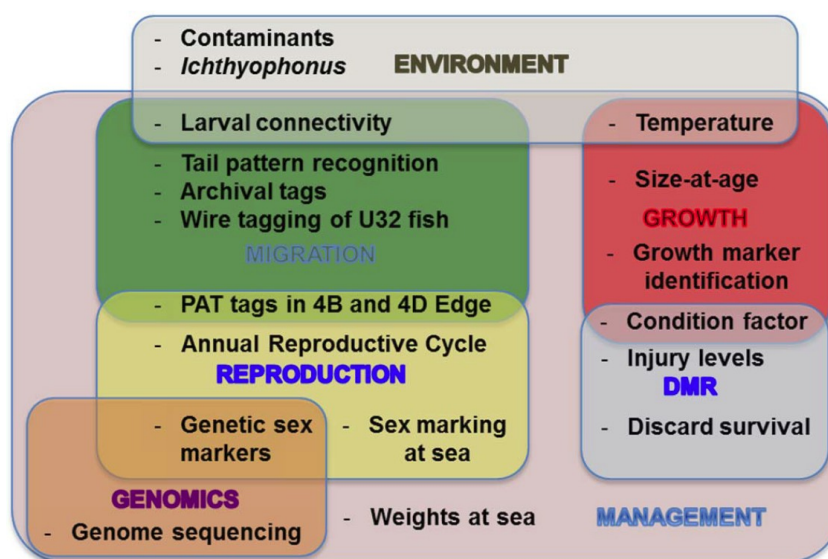 - Contaminants
- Ichthyophonus
ENVIRONMENT
- Larval connectivity
- Temperature
- Tail pattern recognition
- Archival tags
- Wire tagging of U32 fish
MIGRATION
- Size-at-age
GROWTH
- Growth marker
identification
- PAT tags in 4B and 4D Edge
- Condition factor
- Annual Reproductive Cycle
REPRODUCTION
- Injury levels
DMR
- Genetic sex
markers
- Sex marking
at sea
- Discard survival
GENOMICS
- Genome sequencing
- Weights at sea
MANAGEMENT